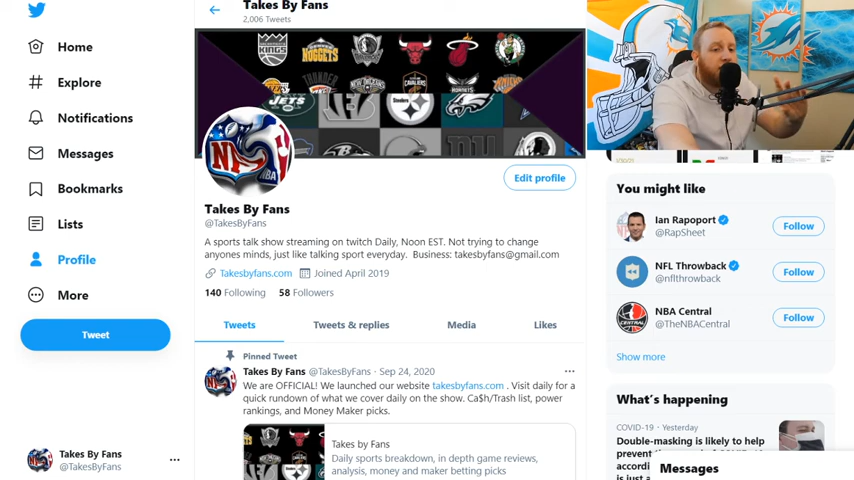 Takes By Fans
2,006 Tweets
Home
Explore
Notifications
Messages
Bookmarks
Lists
Profile
More
Tweet
Takes By Fans
@TakesByFans
KINGS
NUGGETS
JETS
Steelers
NBA
Edit profile
Takes By Fans
@TakesByFans
A sports talk show streaming on twitch Daily, Noon EST. Not trying to change
anyones minds, just like talking sport everyday. Business: takesbyfans@gmail.com
Takesbyfans.com Joined April 2019
140 Following 58 Followers
Tweets Tweets & replies Media Likes
Pinned Tweet
Takes By Fans @TakesByFans · Sep 24, 2020
We are OFFICIAL! We launched our website takesbyfans.com . Visit daily for a
quick rundown of what we cover daily on the show. Ca$h/Trash list, power
rankings, and Money Maker picks.
Takes by Fans
Daily sports breakdown, in depth game reviews,
analysis, money and maker betting picks
You might like
Ian Rapoport
@RapSheet
Follow
NFL Throwback
@nflthrowback
Follow
NBA Central
@TheNBACentral
Follow
Show more
What's happening
COVID-19 · Yesterday
Double-masking is likely to help
Messages